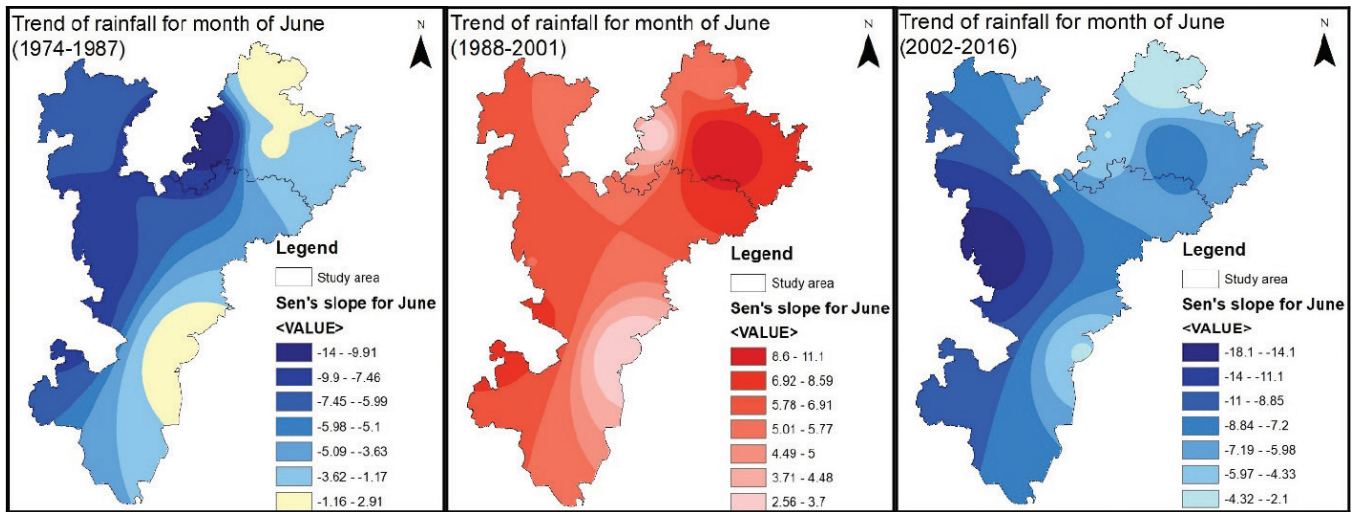 Trend of rainfall for month of June
(1974-1987)
N
Legend
Study area
Sen's slope for June
<VALUE>
-14 - -9.91
-9.9 - -7.46
-7.45 - -5.99
-5.98 - -5.1
-5.09 - -3.63
-3.62 - -1.17
-1.16 - 2.91
Trend of rainfall for month of June
(1988-2001)
N
Legend
Study area
Sen's slope for June
<VALUE>
8.6 - 11.1
6.92 - 8.59
5.78 - 6.91
5.01 - 5.77
4.49 - 5
3.71 - 4.48
2.56 - 3.7
Trend of rainfall for month of June
(2002-2016)
N
Legend
Study area
Sen's slope for June
<VALUE>
-18.1 - -14.1
-14 - -11.1
-11 - -8.85
-8.84 - -7.2
-7.19 - -5.98
-5.97 - -4.33
-4.32 - -2.1